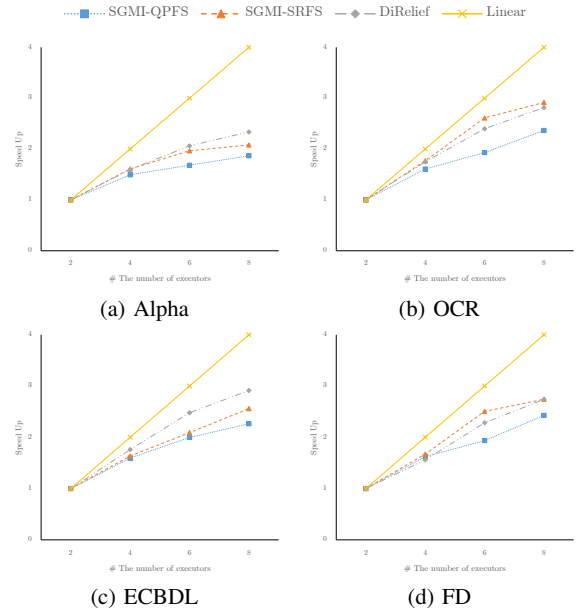 SGMI-QPFS SGMI-SRFS DiRelief Linear
4
3
2
1
0
Speed Up
2 4 6 8
# The number of executors
(a) Alpha
4
3
2
1
0
Speed Up
2 4 6 8
# The number of executors
(b) OCR
4
3
2
1
0
Speed Up
2 4 6 8
# The number of executors
(c) ECBDL
4
3
2
1
0
Speed Up
2 4 6 8
# The number of executors
(d) FD